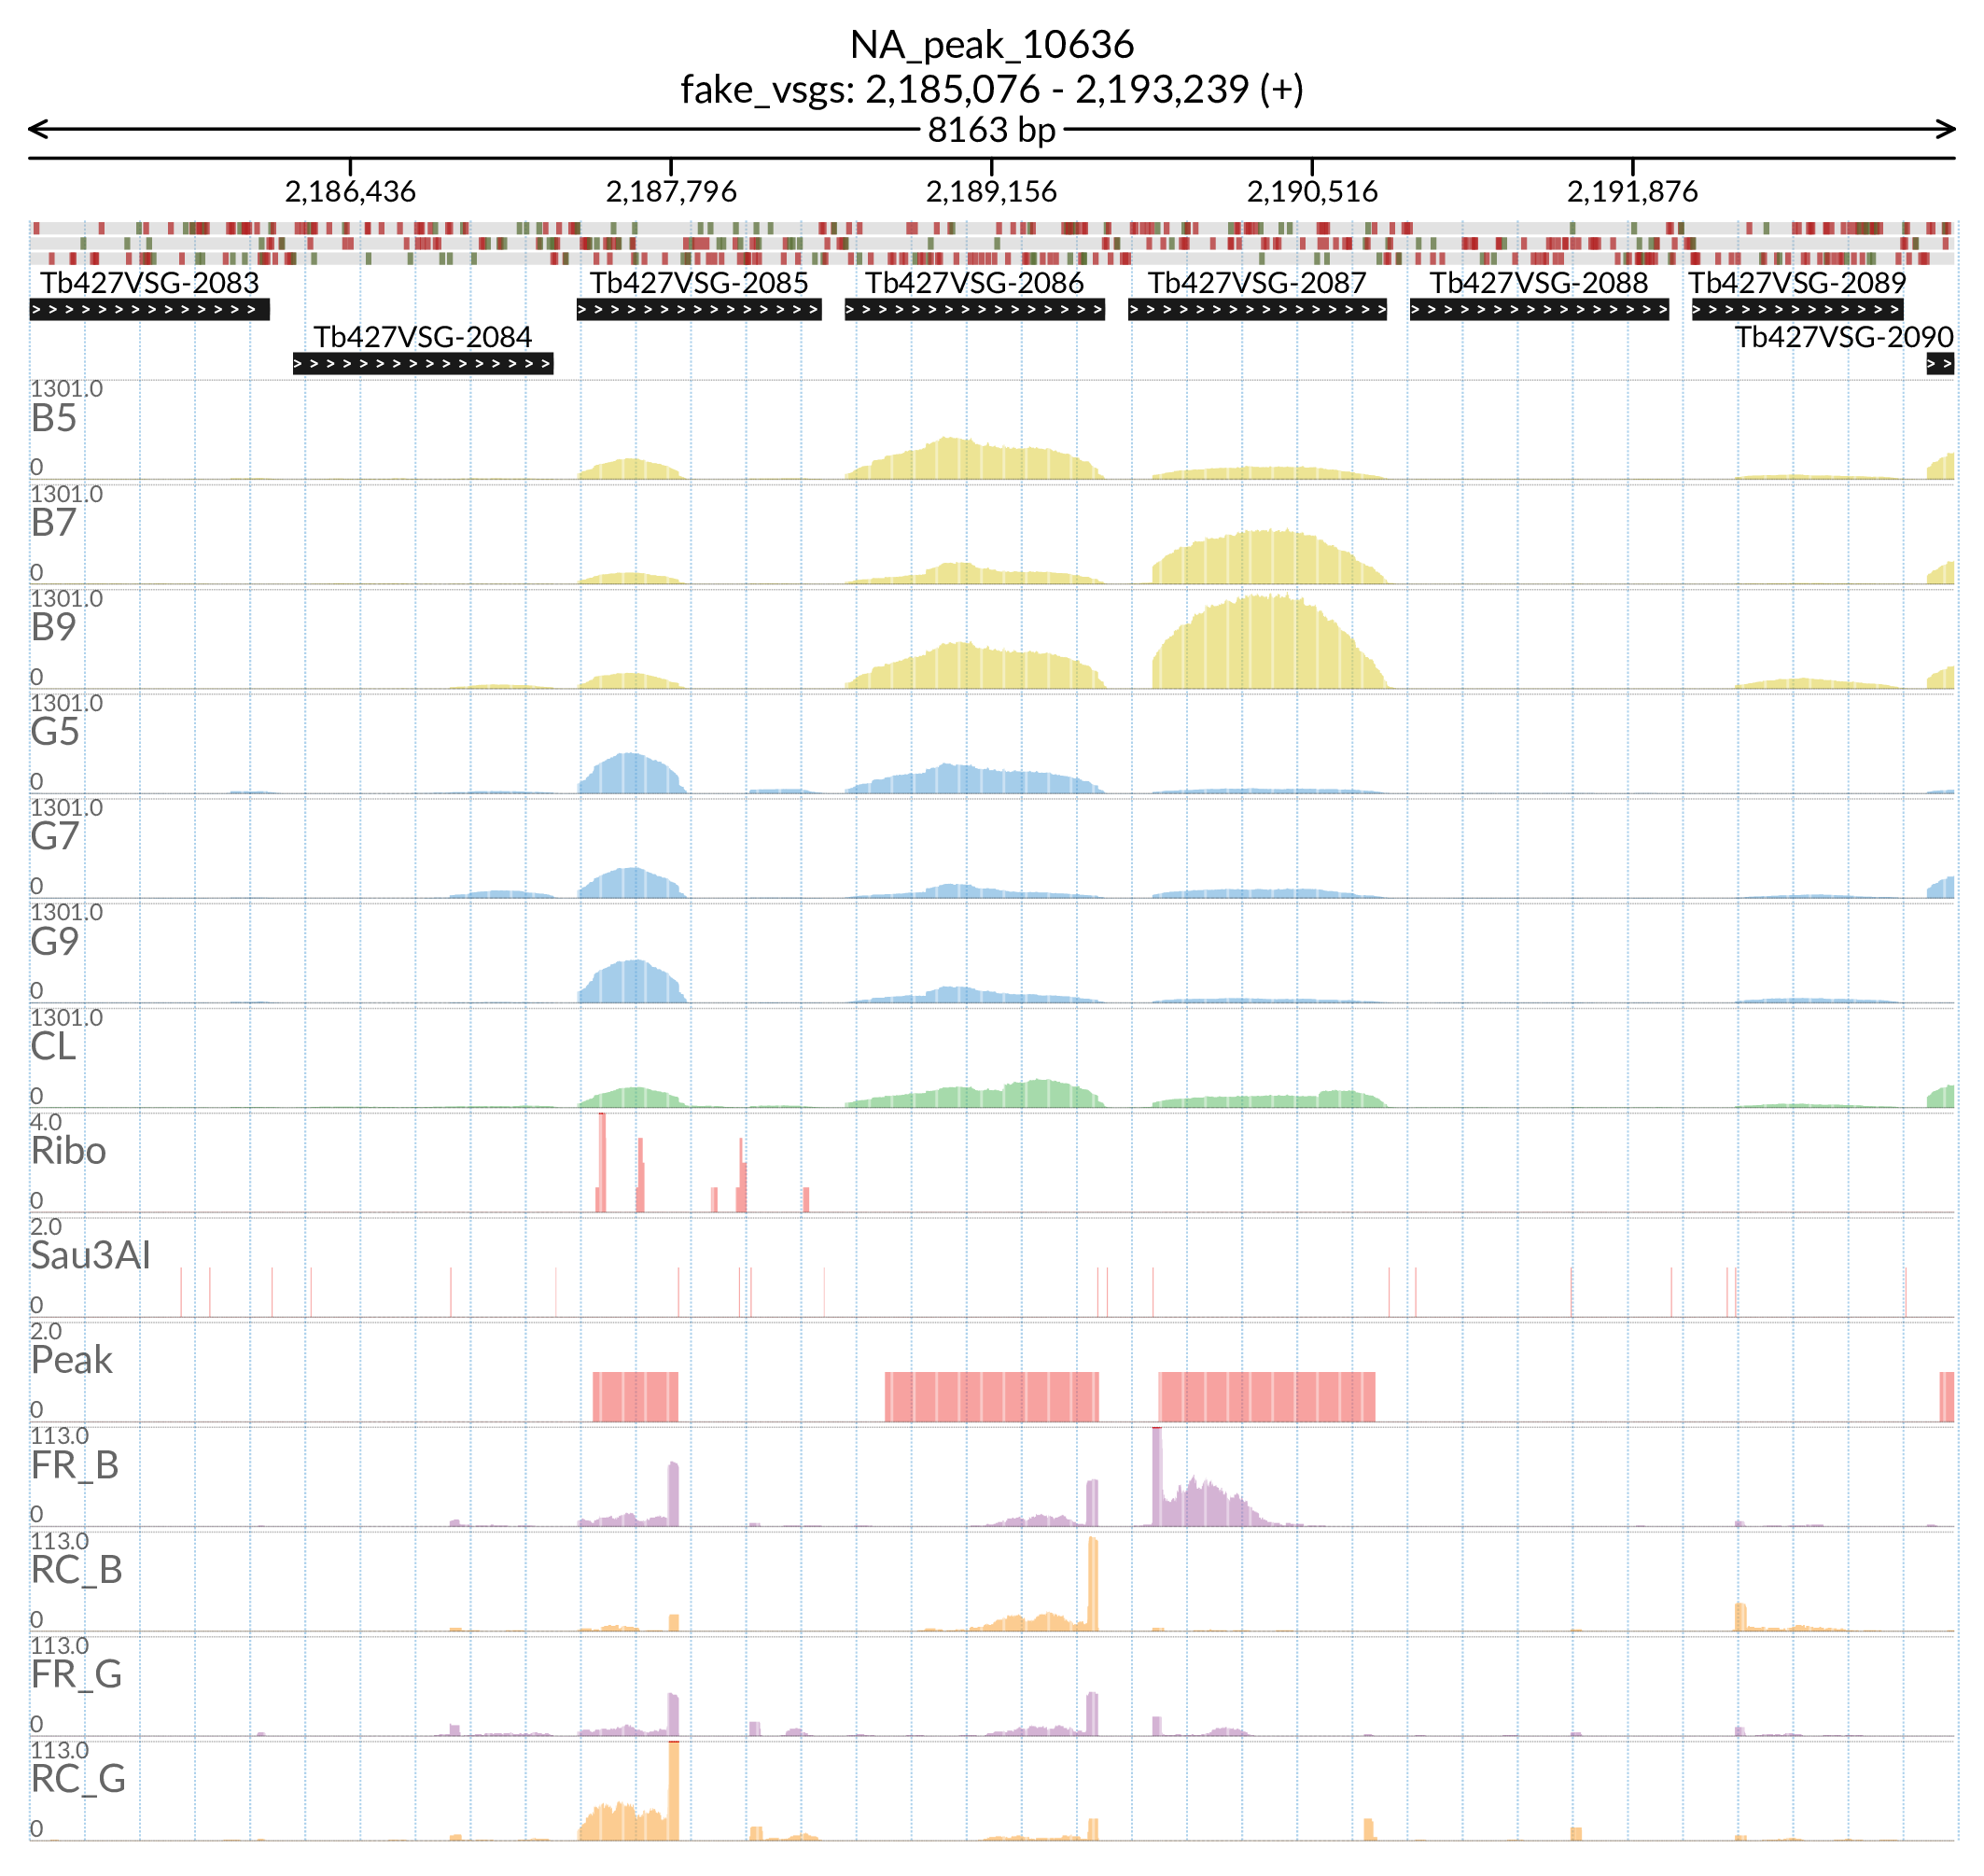 NA_peak_10636
fake_vsgs: 2,185,076 - 2,193,239 (+)
8163 bp
2,186,436 2,187,796 2,189,156 2,190,516 2,191,876
Tb427VSG-2083 Tb427VSG-2085 Tb427VSG-2086 Tb427VSG-2087 Tb427VSG-2088 Tb427VSG-2089
Tb427VSG-2084 Tb427VSG-2090
1301.0
B5
0
1301.0
B7
0
1301.0
B9
0
1301.0
G5
0
1301.0
G7
0
1301.0
G9
0
1301.0
CL
0
4.0
Ribo
0
2.0
Sau3AI
0
2.0
Peak
0
113.0
FR_B
0
113.0
RC_B
0
113.0
FR_G
0
113.0
RC_G
0